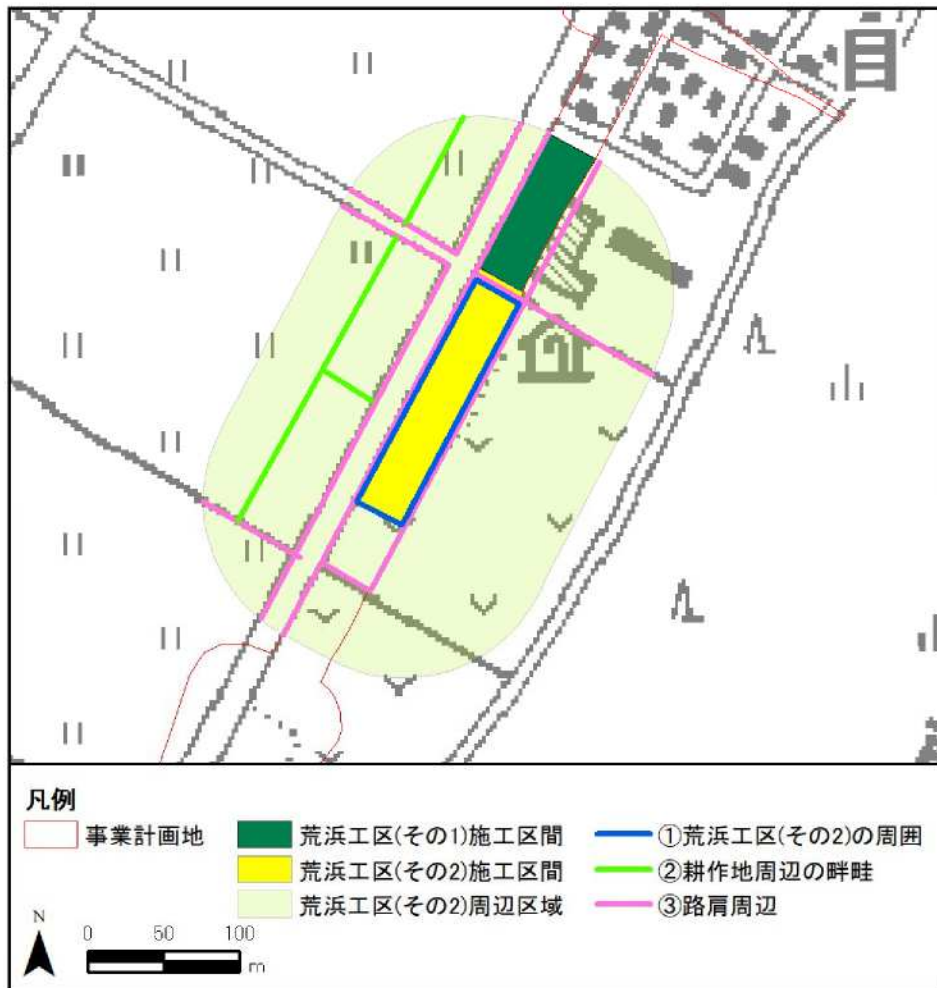 目
凡例
事業計画地
荒浜工区(その1)施工区間
①荒浜工区(その2)の周囲
荒浜工区(その2)施工区間
②耕作地周辺の畔畦
荒浜工区(その2)周辺区域
③路肩周辺
N
0 50 100
m